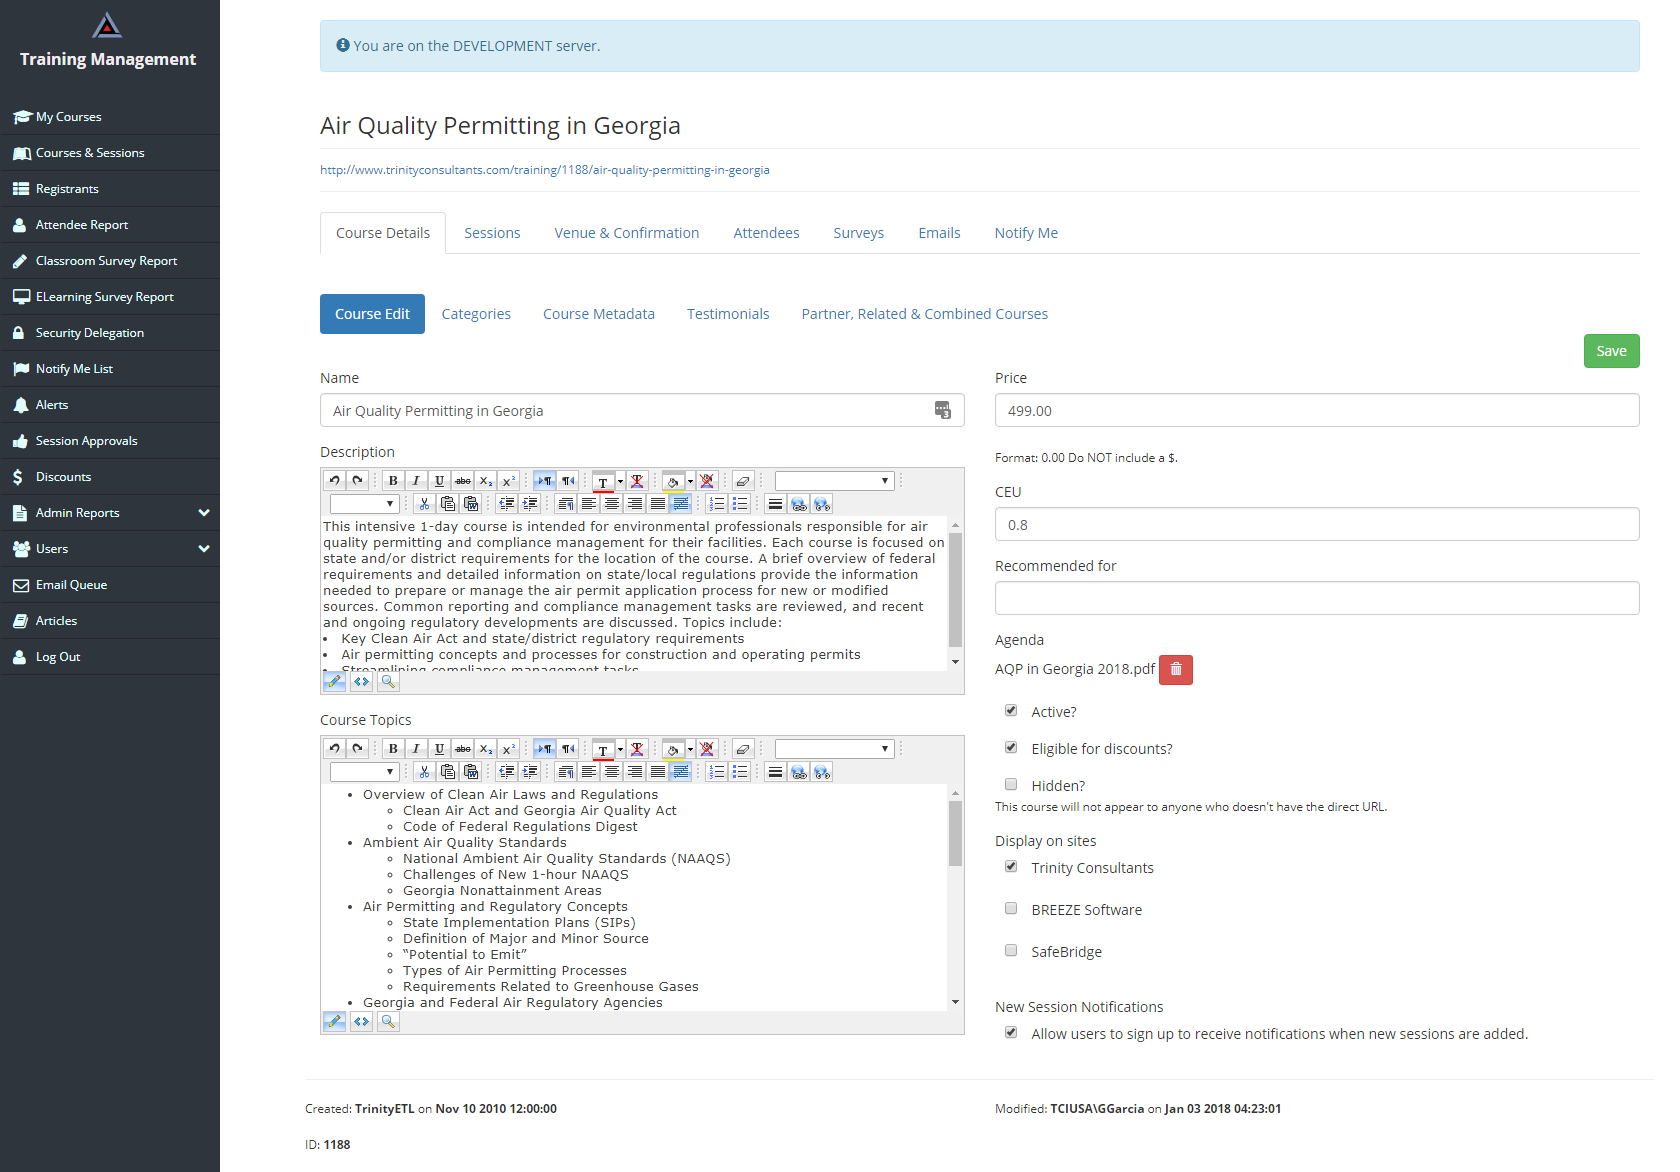 Training Management
My Courses
Courses & Sessions
Registrants
Attendee Report
Classroom Survey Report
ELearning Survey Report
Security Delegation
Notify Me List
Alerts
Session Approvals
Discounts
Admin Reports
Users
Email Queue
Articles
Log Out
You are on the DEVELOPMENT server.
Air Quality Permitting in Georgia
http://www.trinityconsultants.com/training/1188/air-quality-permitting-in-georgia
Course Details Sessions Venue & Confirmation Attendees Surveys Emails Notify Me
Course Edit Categories Course Metadata Testimonials Partner, Related & Combined Courses
Save
Name
Air Quality Permitting in Georgia
Description
This intensive 1-day course is intended for environmental professionals responsible for air
quality permitting and compliance management for their facilities. Each course is focused on
state and/or district requirements for the location of the course. A brief overview of federal
requirements and detailed information on state/local regulations provide the information
needed to prepare or manage the air permit application process for new or modified
sources. Common reporting and compliance management tasks are reviewed, and recent
and ongoing regulatory developments are discussed. Topics include:
• Key Clean Air Act and state/district regulatory requirements
• Air permitting concepts and processes for construction and operating permits
• Streamlining compliance management tasks
Course Topics
• Overview of Clean Air Laws and Regulations
◦ Clean Air Act and Georgia Air Quality Act
◦ Code of Federal Regulations Digest
• Ambient Air Quality Standards
◦ National Ambient Air Quality Standards (NAAQS)
◦ Challenges of New 1-hour NAAQS
◦ Georgia Nonattainment Areas
• Air Permitting and Regulatory Concepts
◦ State Implementation Plans (SIPs)
◦ Definition of Major and Minor Source
◦ “Potential to Emit”
◦ Types of Air Permitting Processes
◦ Requirements Related to Greenhouse Gases
• Georgia and Federal Air Regulatory Agencies
Price
499.00
Format: 0.00 Do NOT include a $.
CEU
0.8
Recommended for
Agenda
AQP in Georgia 2018.pdf
Active?
Eligible for discounts?
Hidden?
This course will not appear to anyone who doesn't have the direct URL.
Display on sites
Trinity Consultants
BREEZE Software
SafeBridge
New Session Notifications
Allow users to sign up to receive notifications when new sessions are added.
Created: TrinityETL on Nov 10 2010 12:00:00
Modified: TCIUSA\GGarcia on Jan 03 2018 04:23:01
ID: 1188